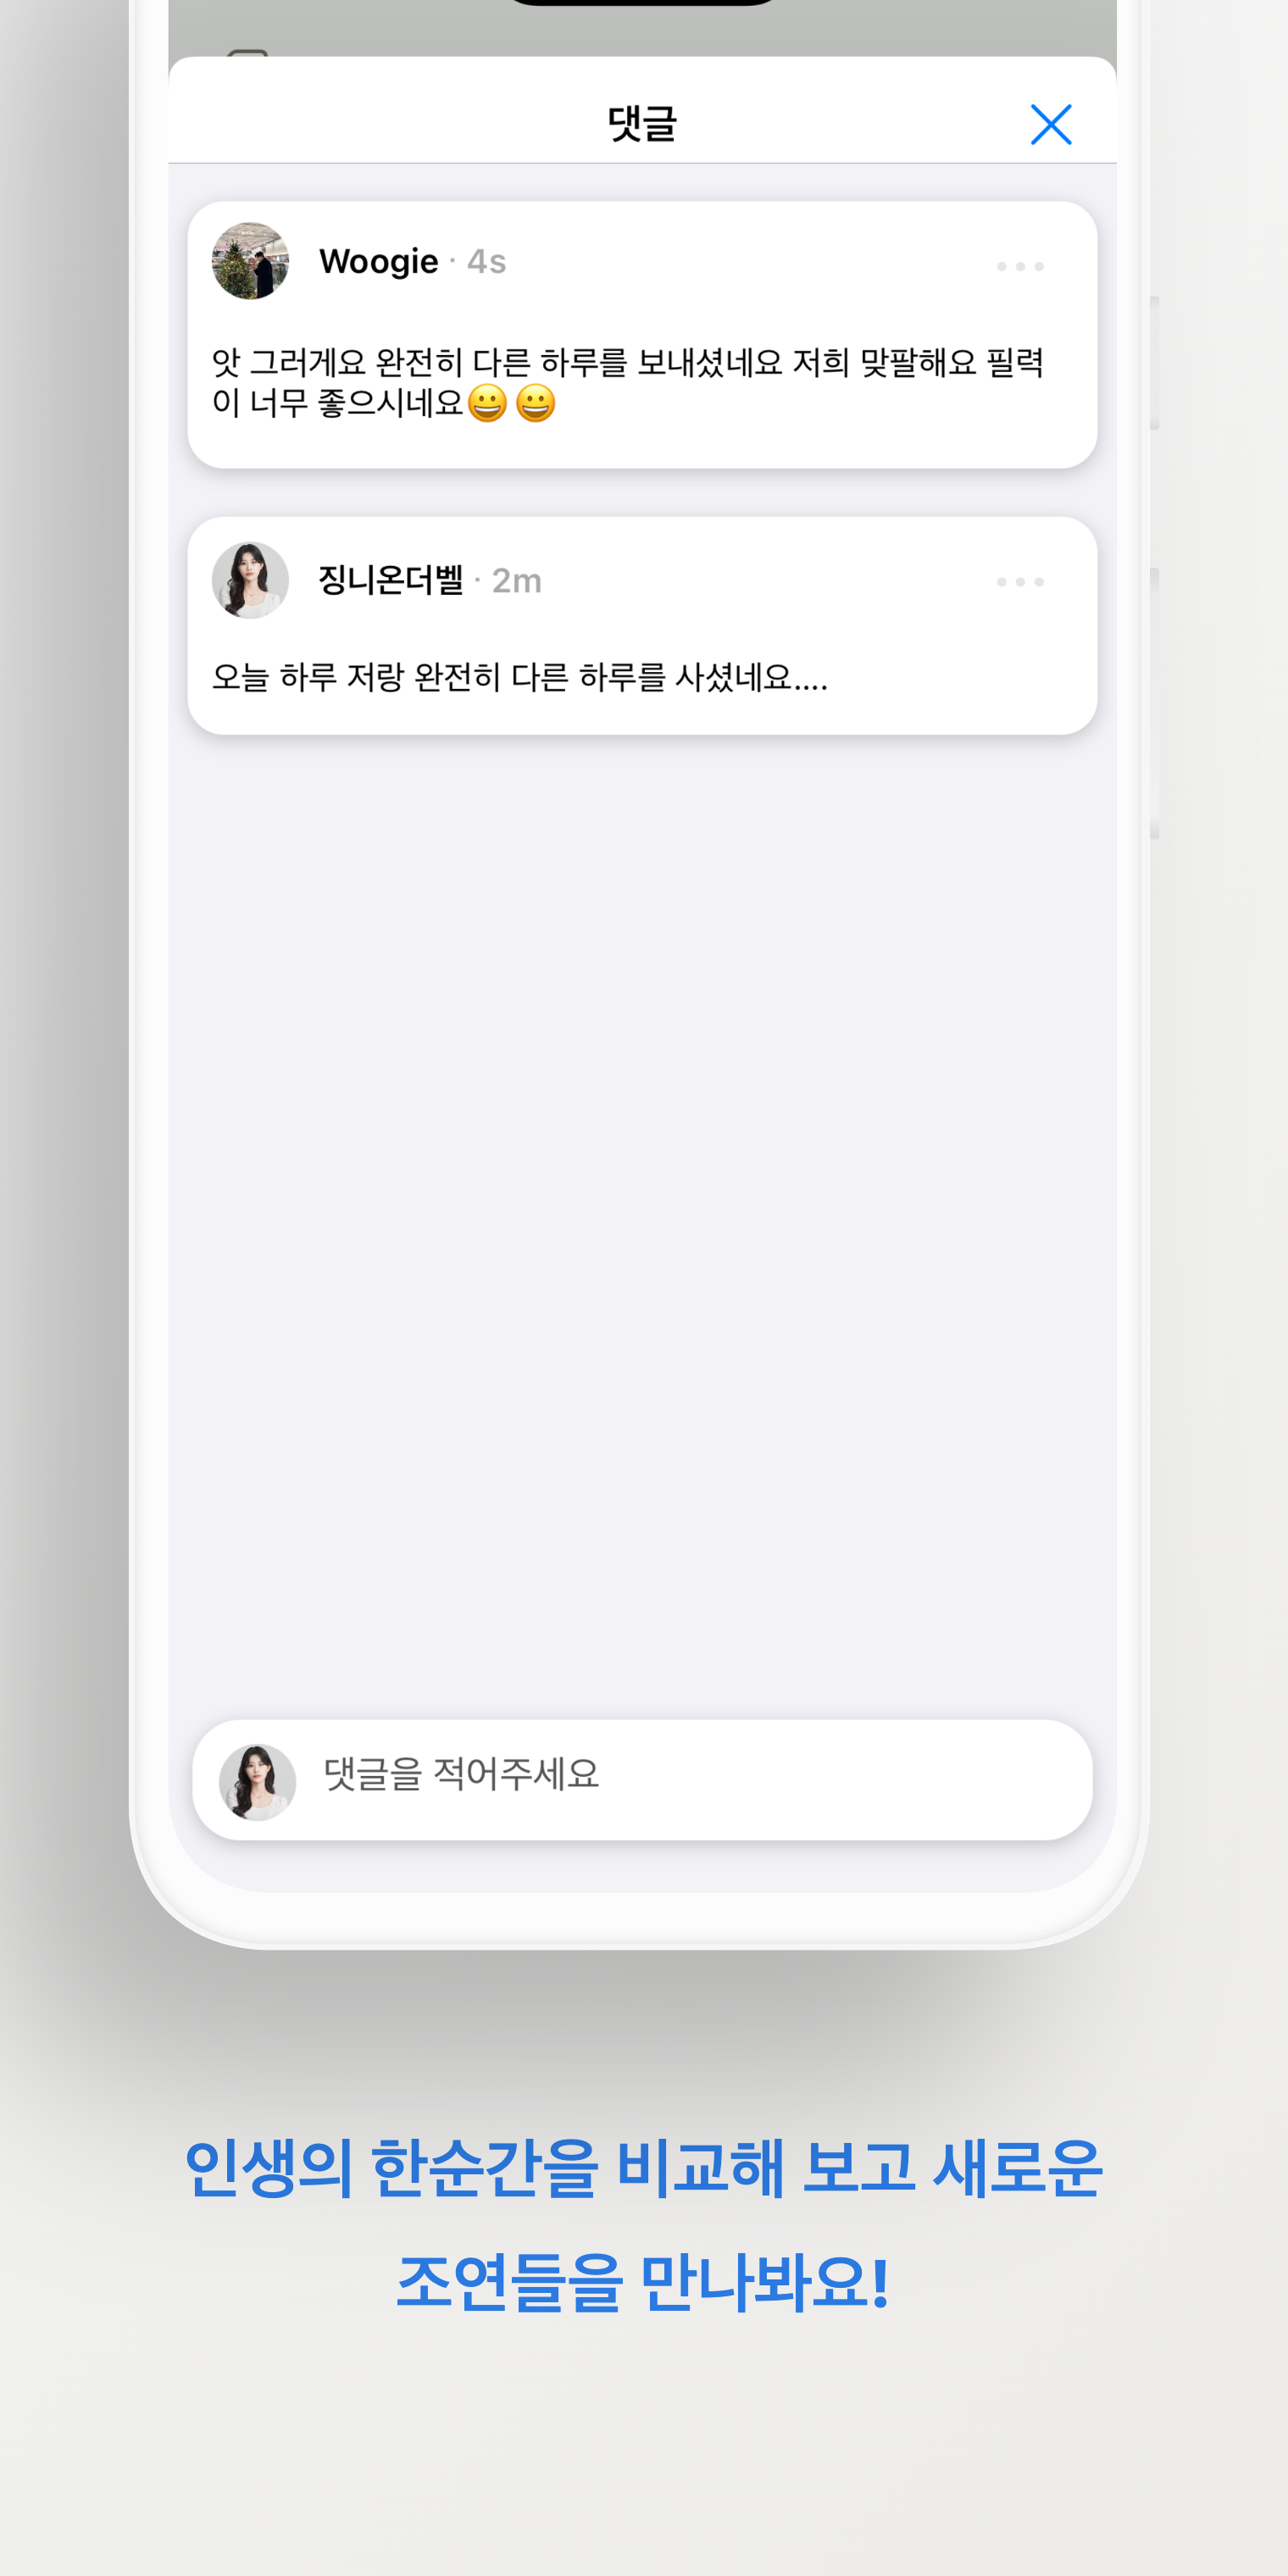 댓글
Woogie · 4s
앗 그러게요 완전히 다른 하루를 보내셨네요 저희 맞팔해요 필력
이 너무 좋으시네요😀 😀
징니온더벨 · 2m
오늘 하루 저랑 완전히 다른 하루를 사셨네요....
댓글을 적어주세요
인생의 한순간을 비교해 보고 새로운
조연들을 만나봐요!